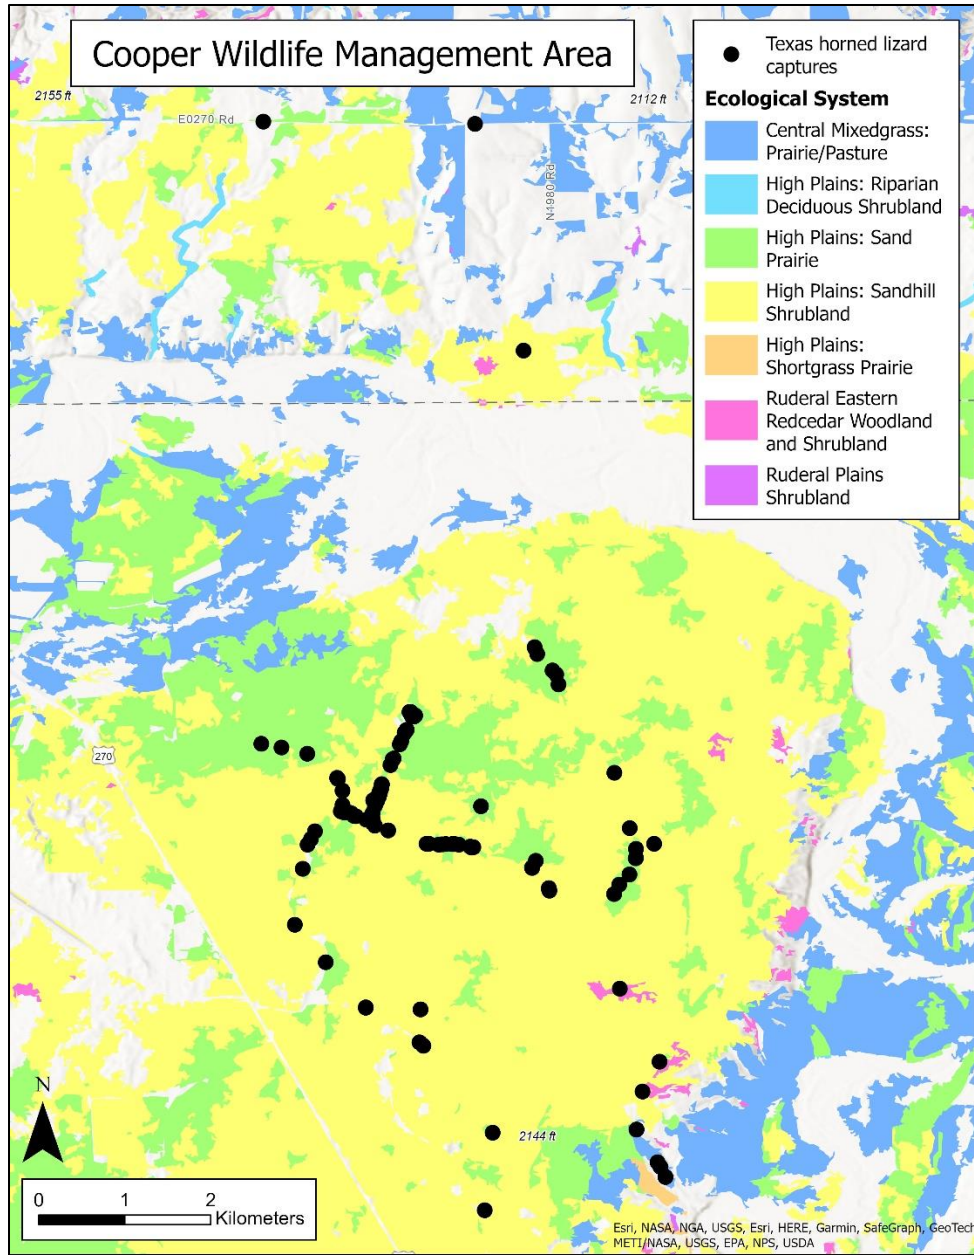 Cooper Wildlife Management Area
2155 ft
E0270 Rd
2112 ft
N1980 Rd
Texas horned lizard
captures
Ecological System
Central Mixedgrass:
Prairie/Pasture
High Plains: Riparian
Deciduous Shrubland
High Plains: Sand
Prairie
High Plains: Sandhill
Shrubland
High Plains:
Shortgrass Prairie
Ruderal Eastern
Redcedar Woodland
and Shrubland
Ruderal Plains
Shrubland
270
N
2144 ft
0 1 2
Kilometers
Esri, NASA, NGA, USGS, Esri, HERE, Garmin, SafeGraph, GeoTech
METI/NASA, USGS, EPA, NPS, USDA